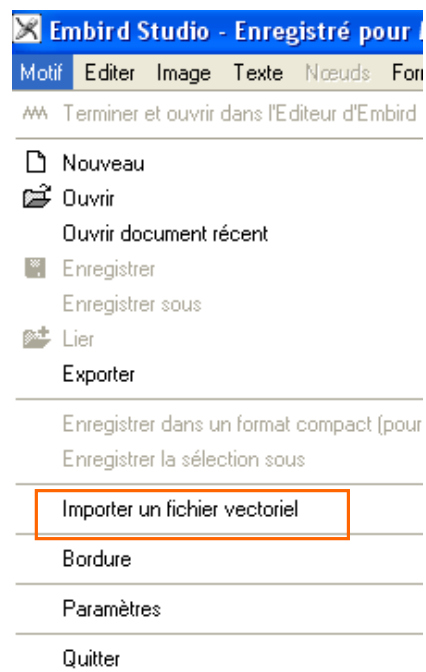 Embird Studio - Enregistré pour
Motif Editer Image Texte Nœuds
Terminer et ouvrir dans l'Editeur d'Embird
Nouveau
Ouvrir
Ouvrir document récent
Enregistrer
Enregistrer sous
Lier
Exporter
Enregistrer dans un format compact (pour
Enregistrer la sélection sous
Importer un fichier vectoriel
Bordure
Paramètres
Quitter